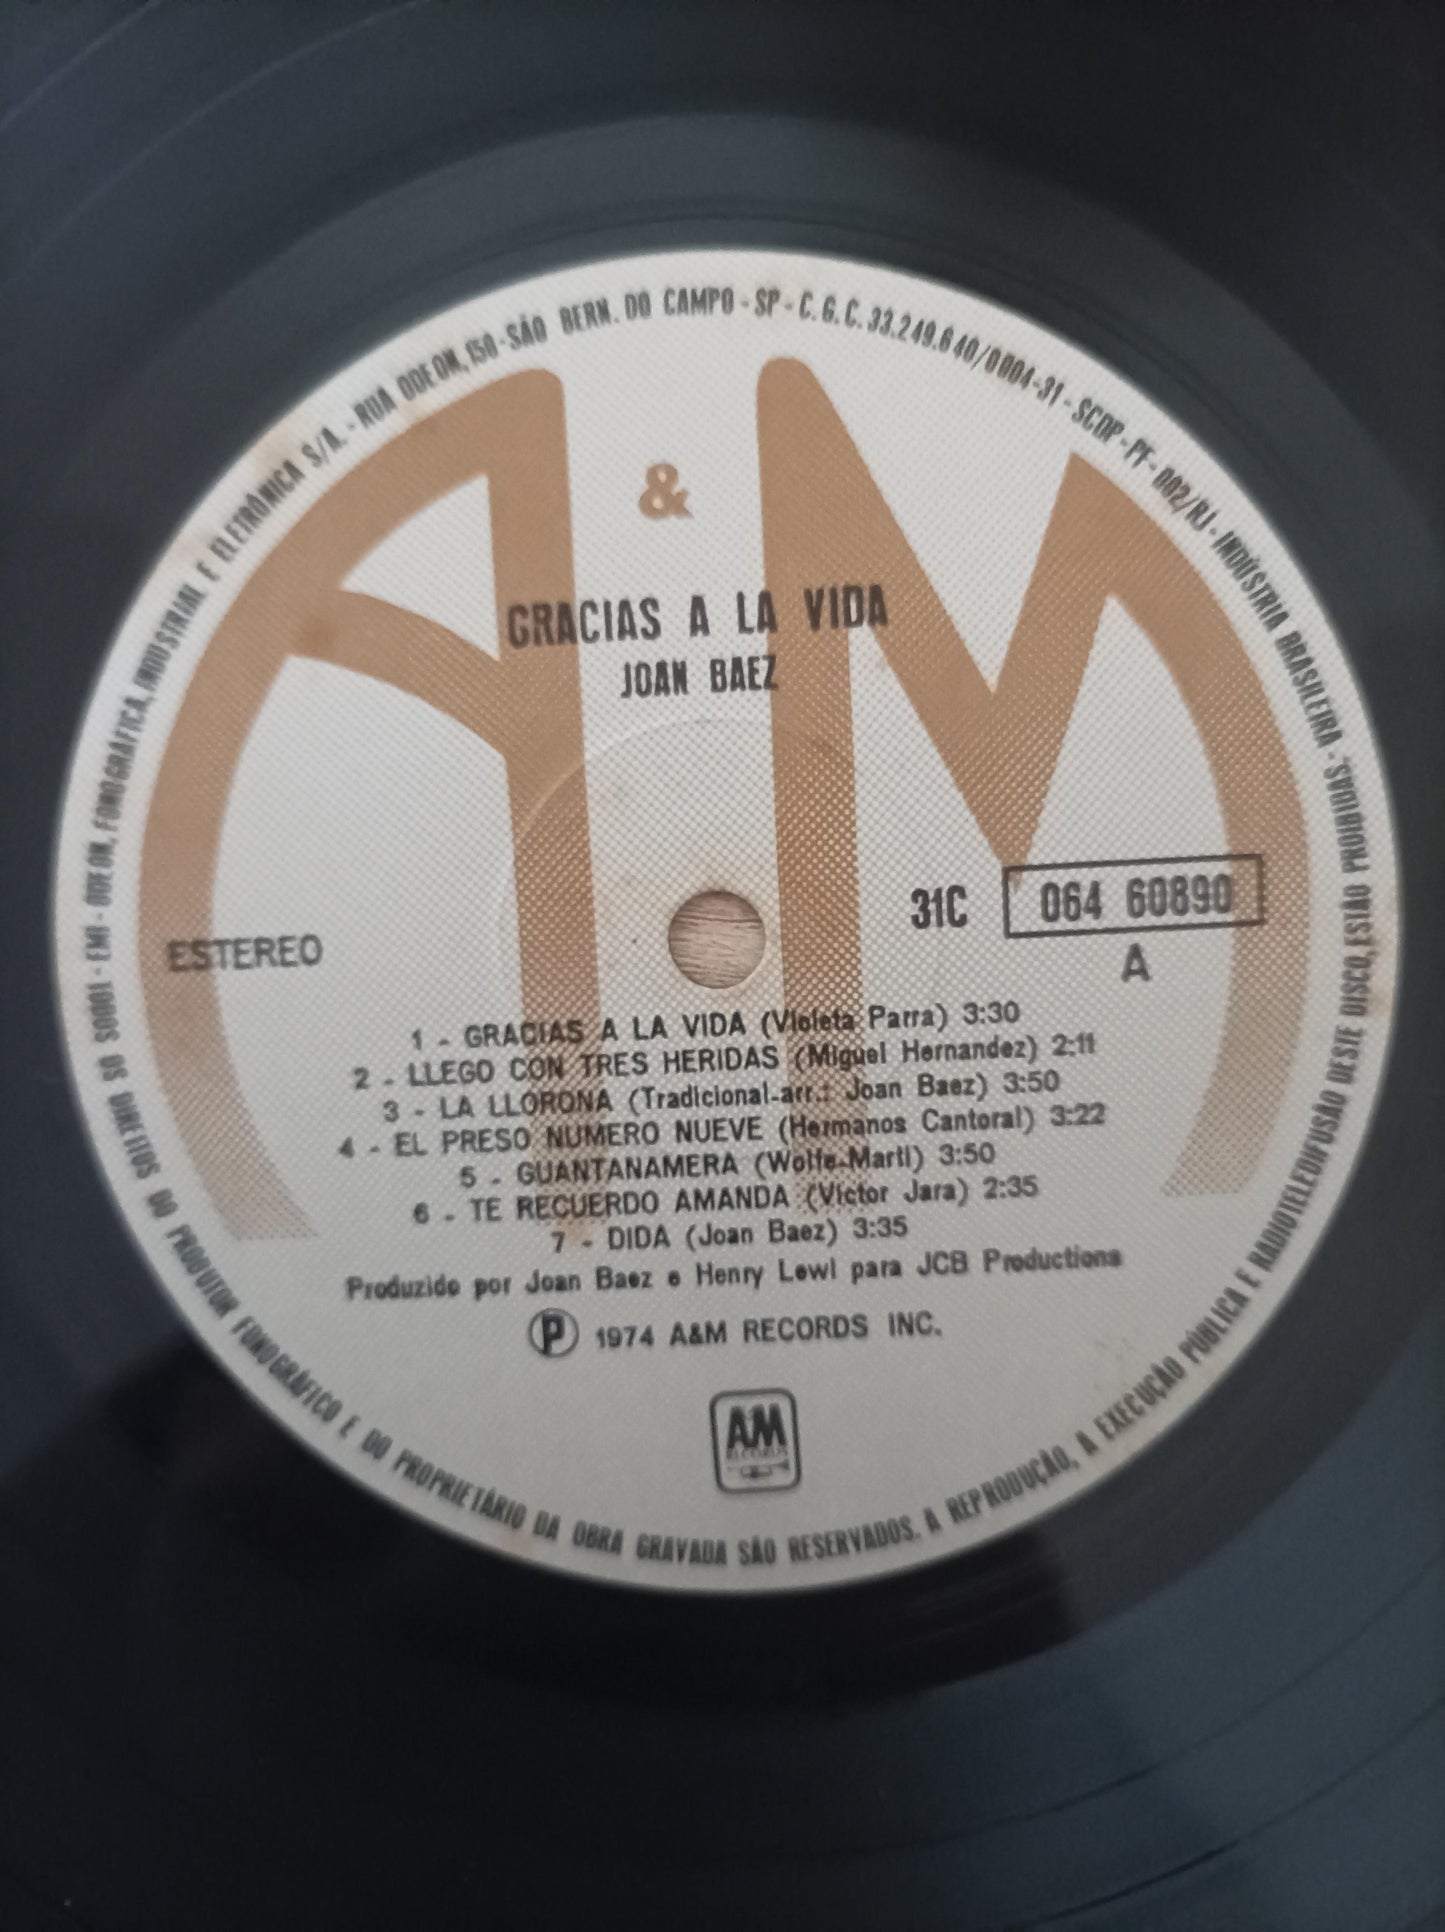 EMI - ODEON, FONOGRÁFICA, INDUSTRIAL E ELETRÔNICA S/A. - RUA ODEON, 150 - SÃO BERN. DO CAMPO - SP - C.G.C. 33.249.640/0004-31 - SCDP - PF - 002/RJ - INDÚSTRIA BRASILEIRA - TODOS OS DIREITOS DO PRODUTOR FONOGRÁFICO E DO PROPRIETÁRIO DA OBRA GRAVADA SÃO RESERVADOS. A REPRODUÇÃO, A EXECUÇÃO PÚBLICA E RADIOTELEDIFUSÃO DESTE DISCO, ESTÃO PROIBIDAS.
A & M
GRACIAS A LA VIDA
JOAN BAEZ
31C 064 60890
ESTEREO A
1 - GRACIAS A LA VIDA (Violeta Parra) 3:30
2 - LLEGO CON TRES HERIDAS (Miguel Hernandez) 2:11
3 - LA LLORONA (Tradicional-arr.: Joan Baez) 3:50
4 - EL PRESO NUMERO NUEVE (Hermanos Cantoral) 3:22
5 - GUANTANAMERA (Wolfe-Marti) 3:50
6 - TE RECUERDO AMANDA (Victor Jara) 2:35
7 - DIDA (Joan Baez) 3:35
Produzido por Joan Baez e Henry Lewi para JCB Productions
Ⓟ 1974 A&M RECORDS INC.
A&M
RECORDS